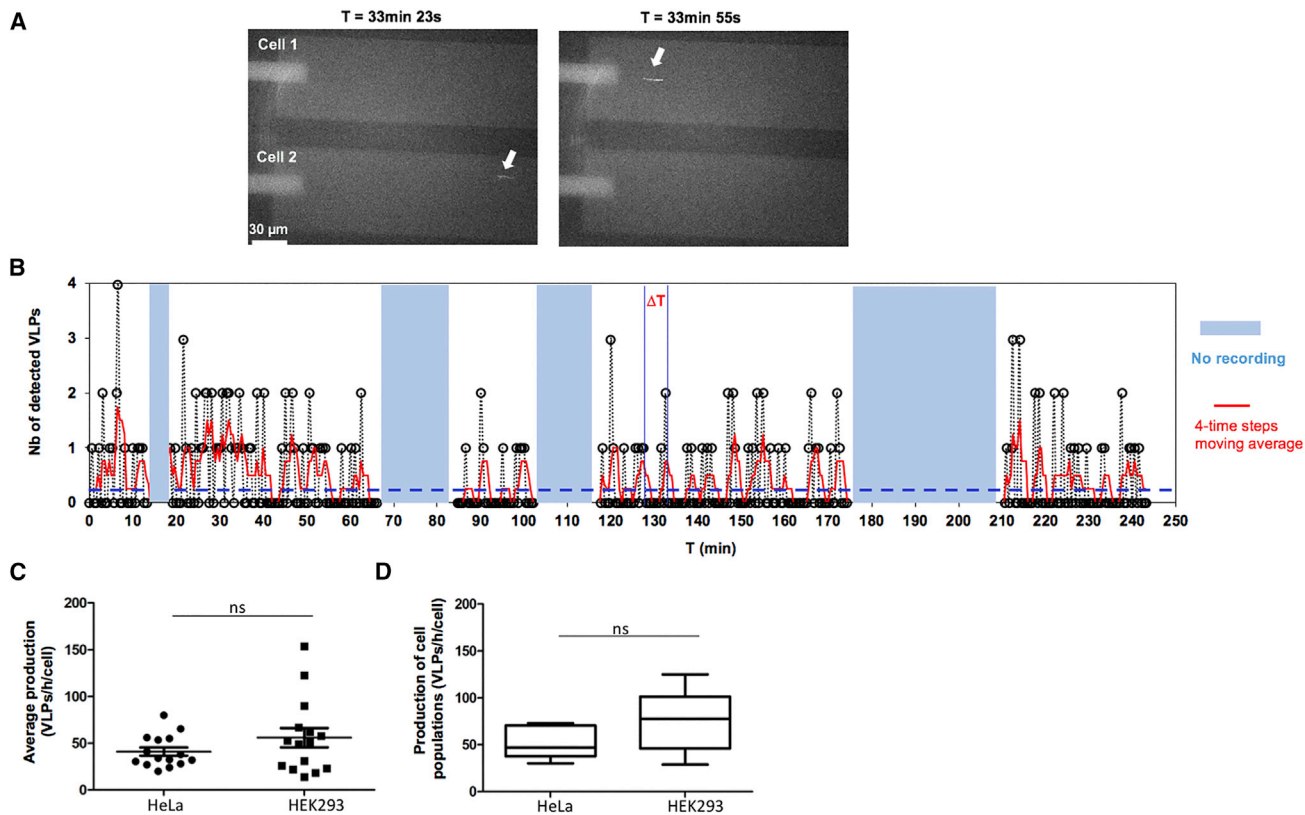 A
T = 33min 23s
T = 33min 55s
Cell 1
Cell 2
30 µm
B
Nb of detected VLPs
4
3
2
1
0
ΔT
0 10 20 30 40 50 60 70 80 90 100 110 120 130 140 150 160 170 180 190 200 210 220 230 240 250
T (min)
No recording
4-time steps
moving average
C
Average production
(VLPs/h/cell)
200
150
100
50
0
ns
HeLa
HEK293
D
Production of cell
populations (VLPs/h/cell)
200
150
100
50
0
ns
HeLa
HEK293